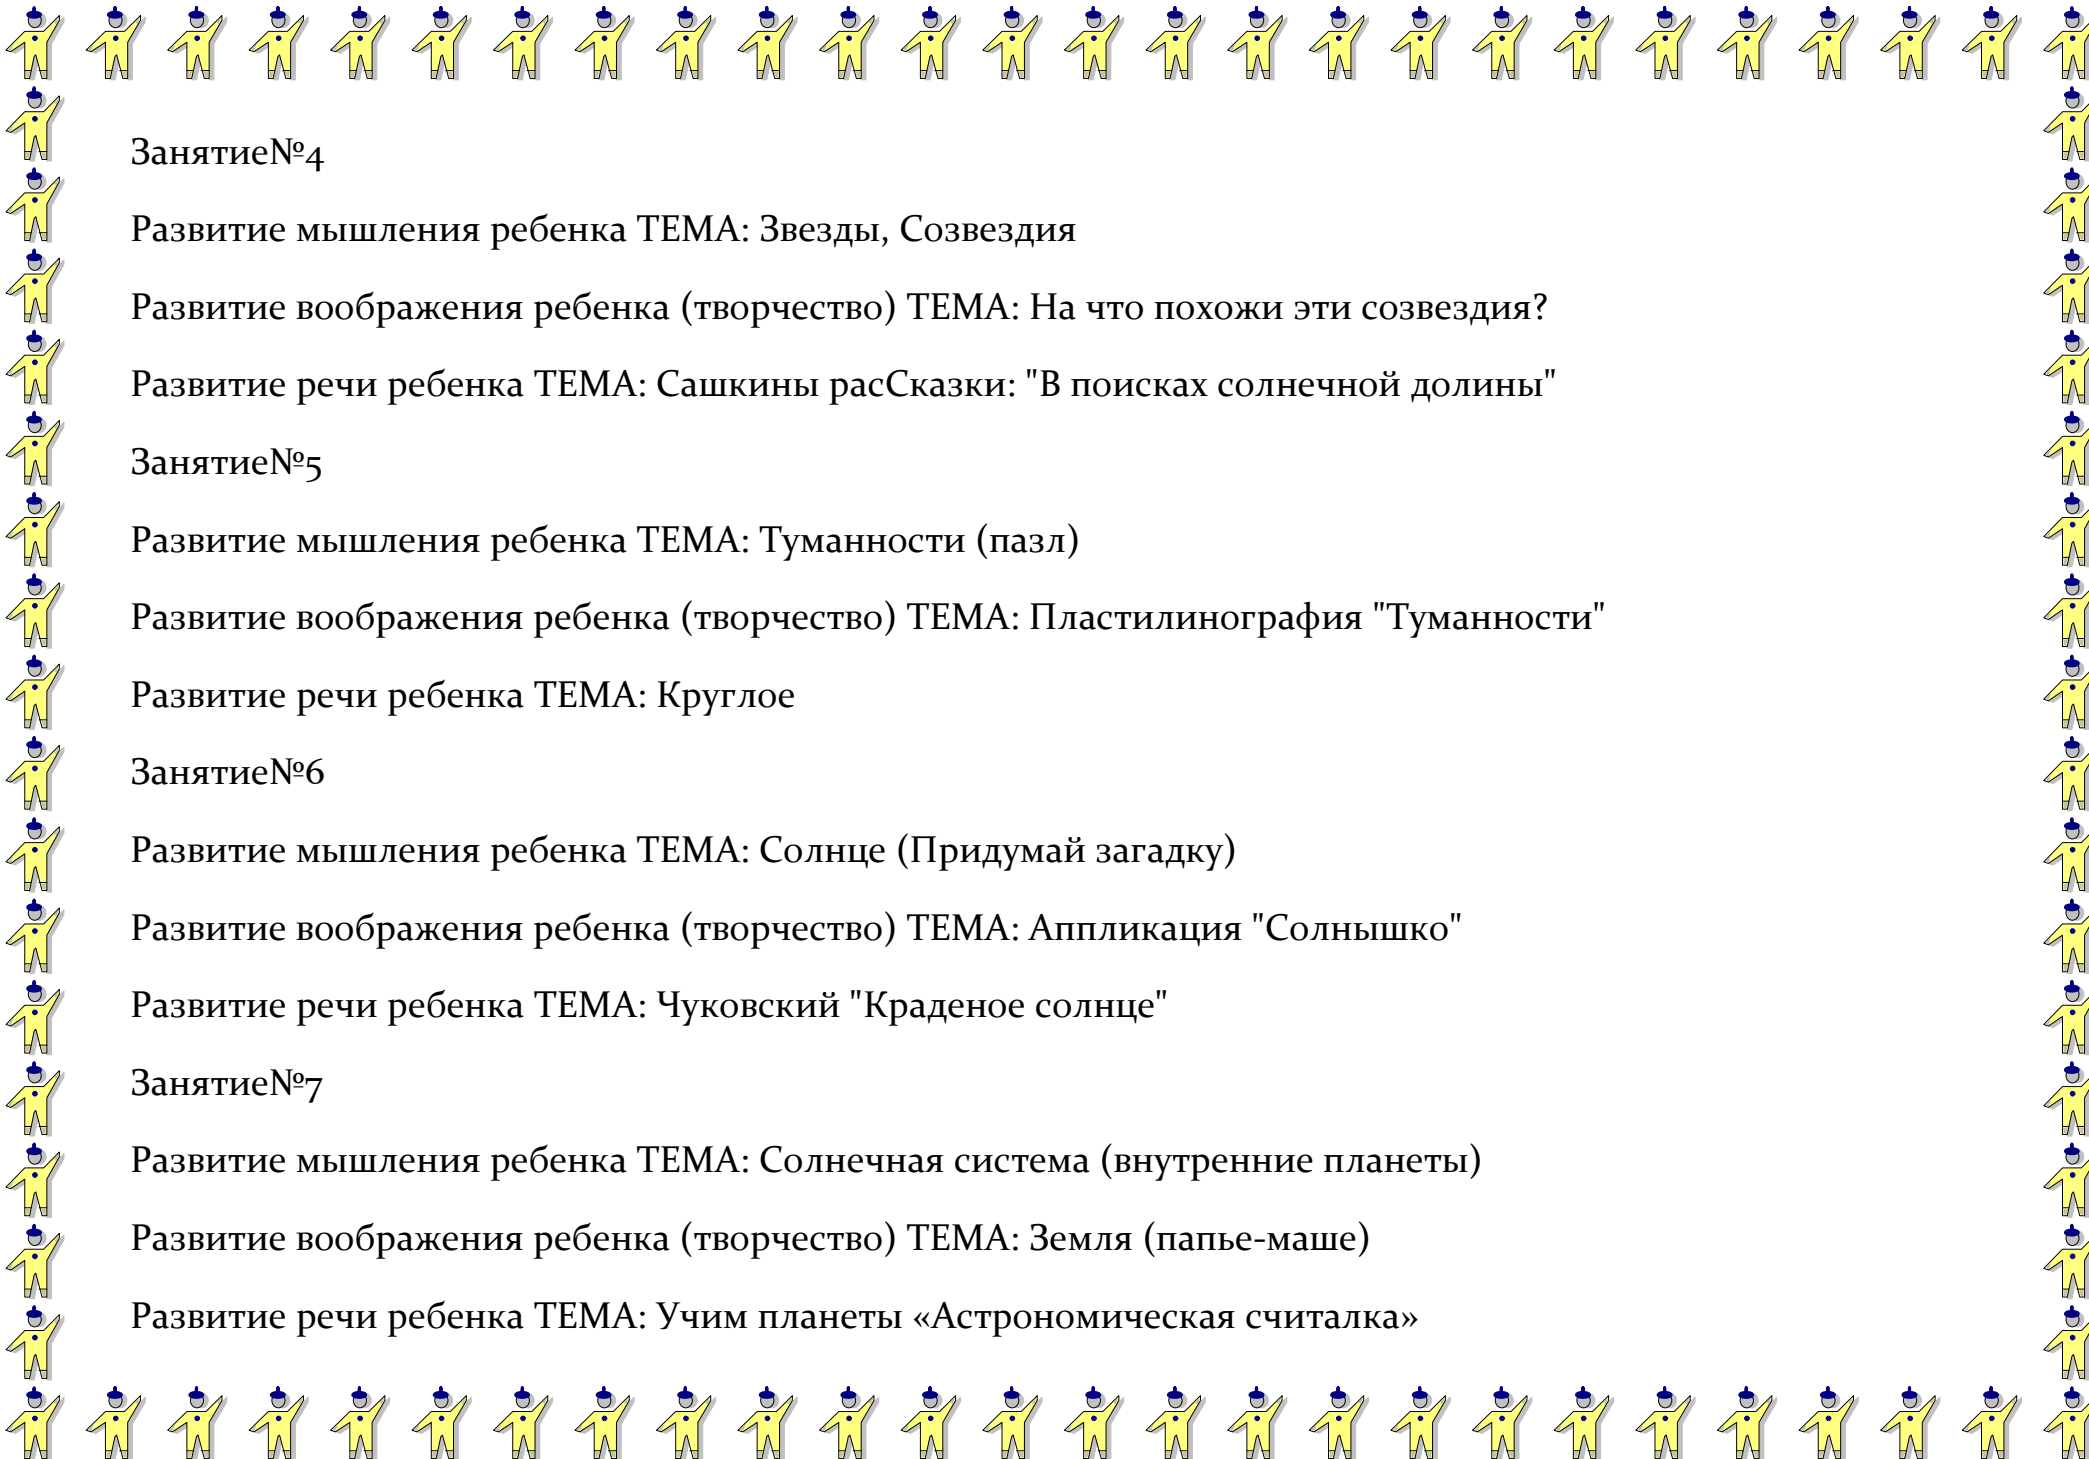 Занятие№4
Развитие мышления ребенка ТЕМА: Звезды, Созвездия
Развитие воображения ребенка (творчество) ТЕМА: На что похожи эти созвездия?
Развитие речи ребенка ТЕМА: Сашкины расСказки: "В поисках солнечной долины"
Занятие№5
Развитие мышления ребенка ТЕМА: Туманности (пазл)
Развитие воображения ребенка (творчество) ТЕМА: Пластилинография "Туманности"
Развитие речи ребенка ТЕМА: Круглое
Занятие№6
Развитие мышления ребенка ТЕМА: Солнце (Придумай загадку)
Развитие воображения ребенка (творчество) ТЕМА: Аппликация "Солнышко"
Развитие речи ребенка ТЕМА: Чуковский "Краденое солнце"
Занятие№7
Развитие мышления ребенка ТЕМА: Солнечная система (внутренние планеты)
Развитие воображения ребенка (творчество) ТЕМА: Земля (папье-маше)
Развитие речи ребенка ТЕМА: Учим планеты «Астрономическая считалка»